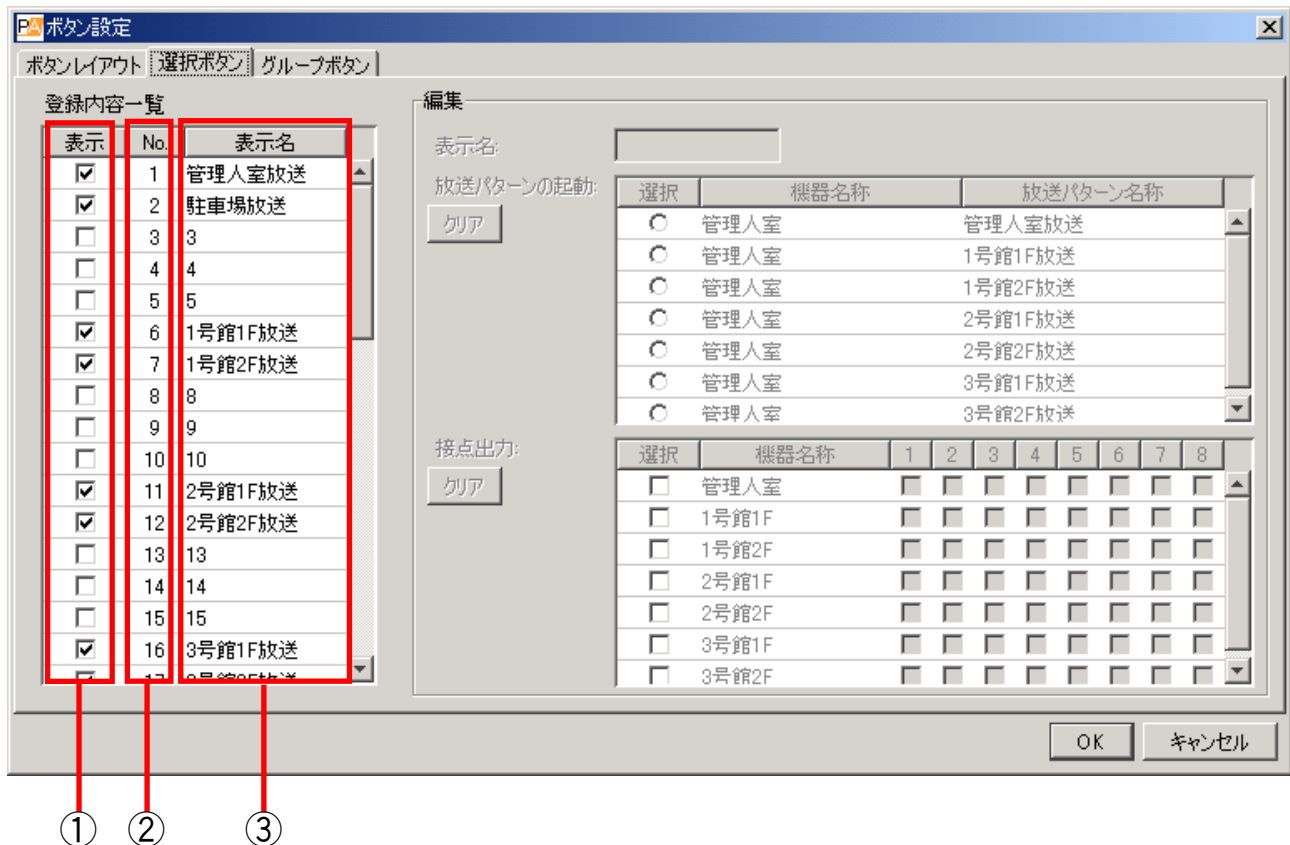 PA ボタン設定
ボタンレイアウト 選択ボタン グループボタン
登録内容一覧
表示 No. 表示名
1 管理人室放送
2 駐車場放送
3 3
4 4
5 5
6 1号館1F放送
7 1号館2F放送
8 8
9 9
10 10
11 2号館1F放送
12 2号館2F放送
13 13
14 14
15 15
16 3号館1F放送
17 3号館2F放送
編集
表示名:
放送パターンの起動:
クリア
選択 機器名称 放送パターン名称
管理人室 管理人室放送
管理人室 1号館1F放送
管理人室 1号館2F放送
管理人室 2号館1F放送
管理人室 2号館2F放送
管理人室 3号館1F放送
管理人室 3号館2F放送
接点出力:
クリア
選択 機器名称 1 2 3 4 5 6 7 8
管理人室
1号館1F
1号館2F
2号館1F
2号館2F
3号館1F
3号館2F
OK キャンセル
① ② ③